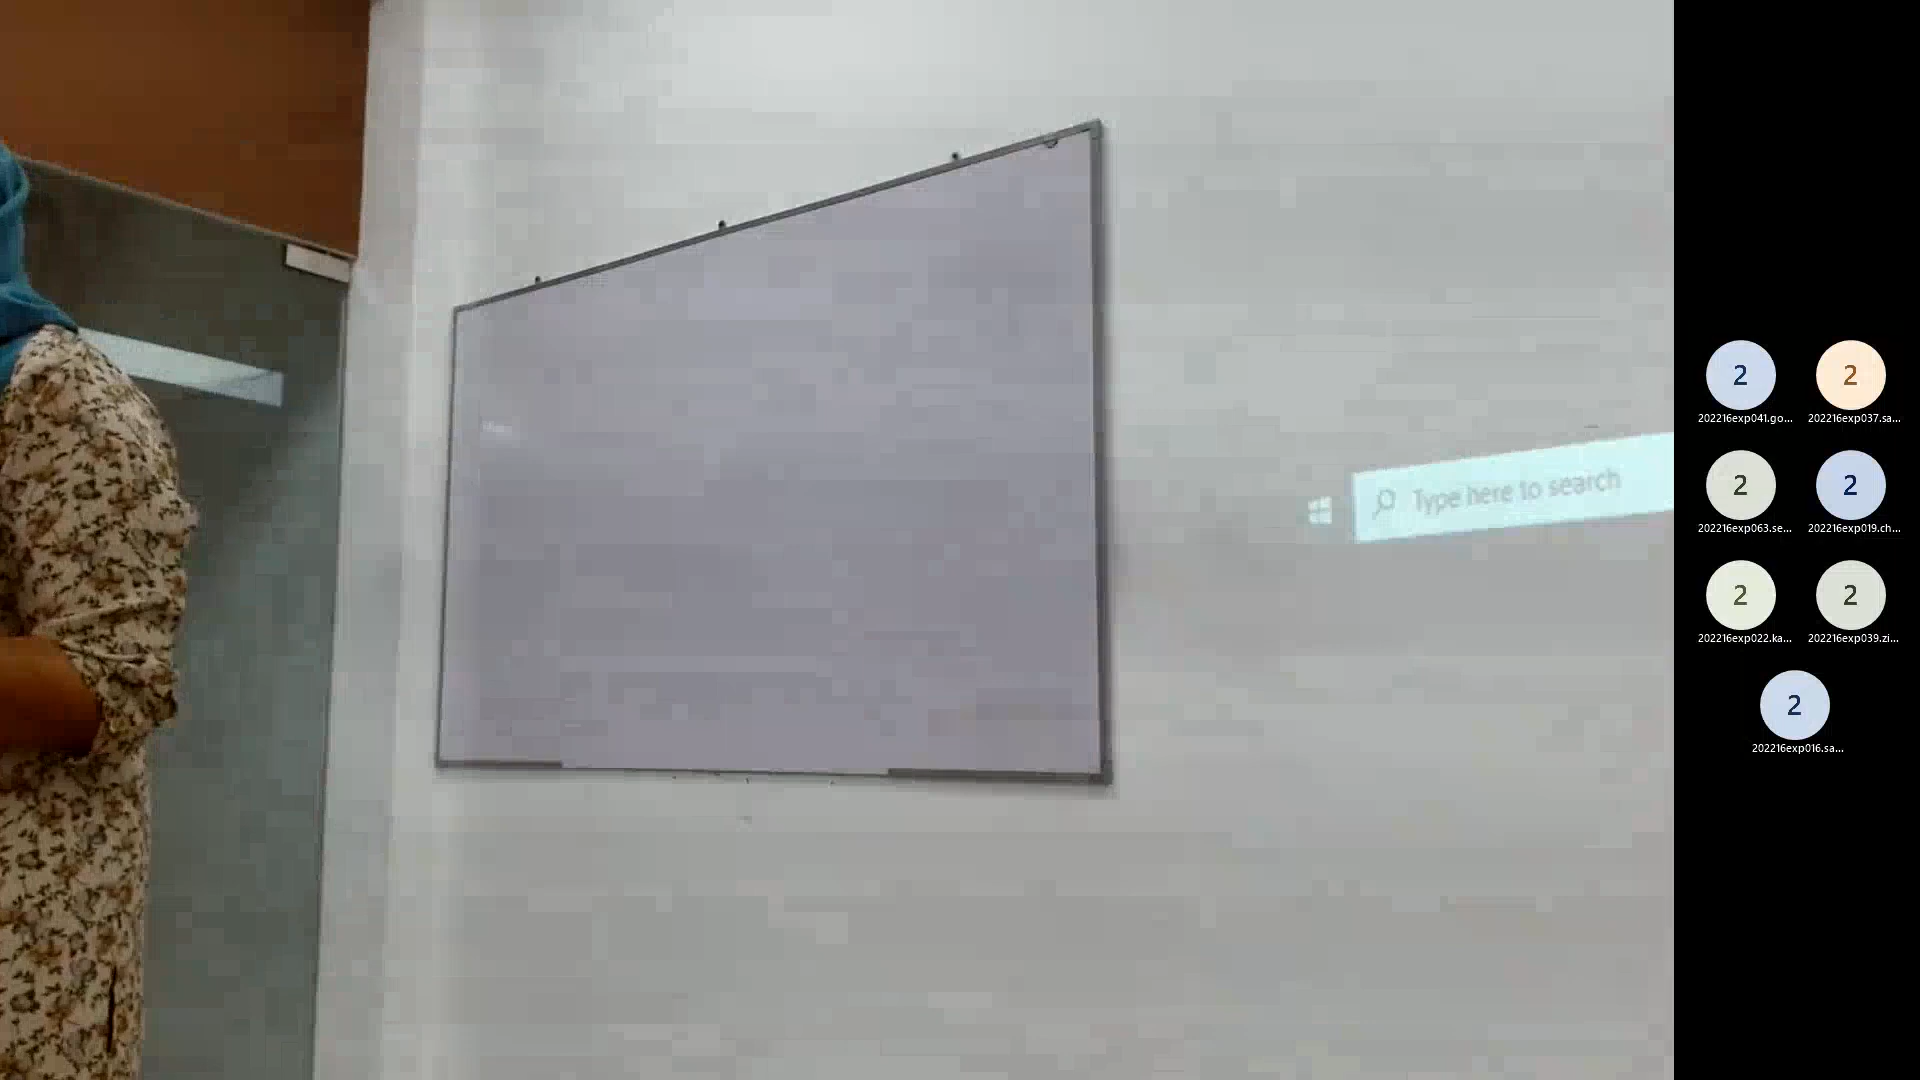 Type here to search
2
2
202216exp041.go...
202216exp037.sa...
2
2
202216exp063.se...
202216exp019.ch...
2
2
202216exp022.ka...
202216exp039.zi...
2
202216exp016.sa...